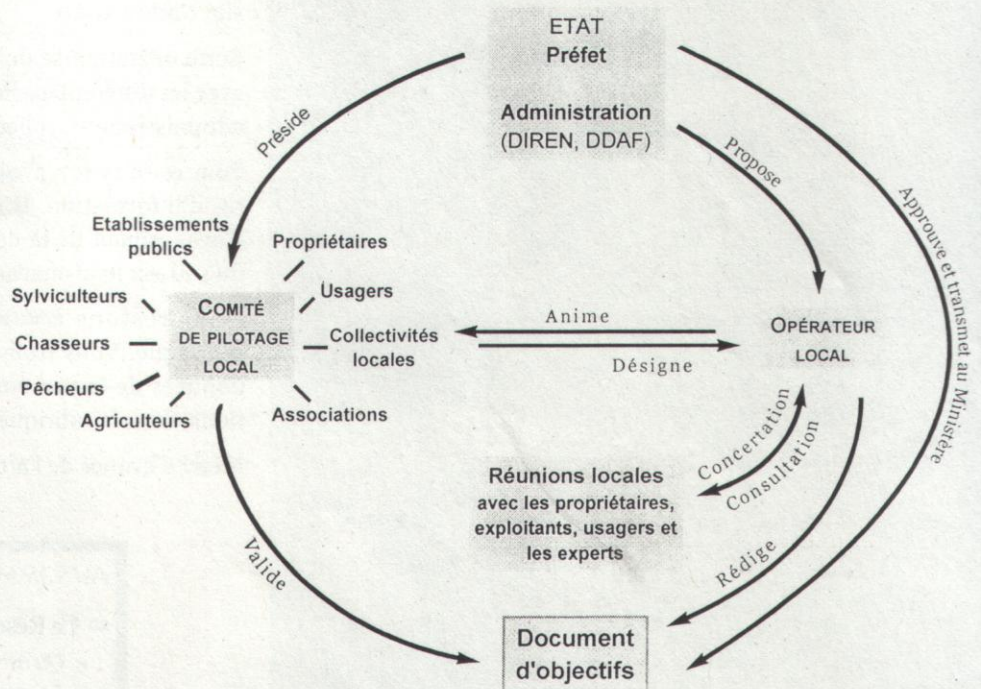 ETAT
Préfet
Administration
(DIREN, DDAF)
Préside
Propose
Approuve et transmet au Ministère
Etablissements
publics
Propriétaires
Sylviculteurs
Usagers
Chasseurs
COMITÉ
DE PILOTAGE
LOCAL
Collectivités
locales
Pêcheurs
Agriculteurs
Associations
Anime
Désigne
OPÉRATEUR
LOCAL
Concertation
Consultation
Réunions locales
avec les propriétaires,
exploitants, usagers et
les experts
Valide
Rédige
Document
d'objectifs